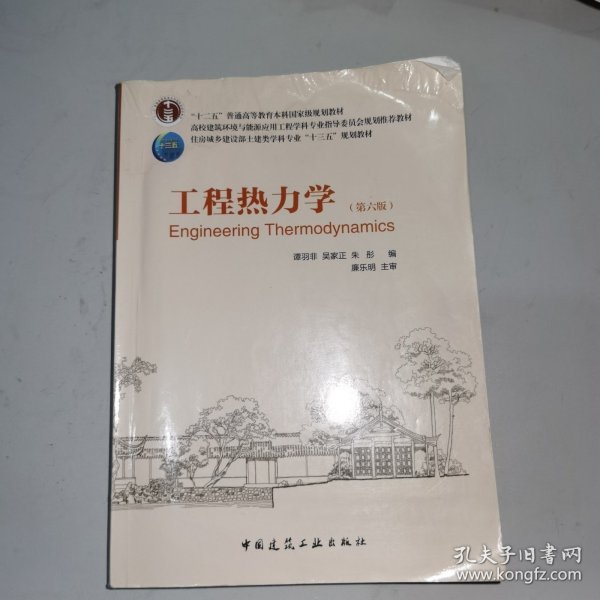 "十二五"普通高等教育本科国家级规划教材
高校建筑环境与能源应用工程学科专业指导委员会规划推荐教材
住房城乡建设部土建类学科专业"十三五"规划教材
十三五
工程热力学（第六版）
Engineering Thermodynamics
谭羽非 吴家正 朱彤 编
廉乐明 主审
中国建筑工业出版社
孔夫子旧书网
www.kongfz.com